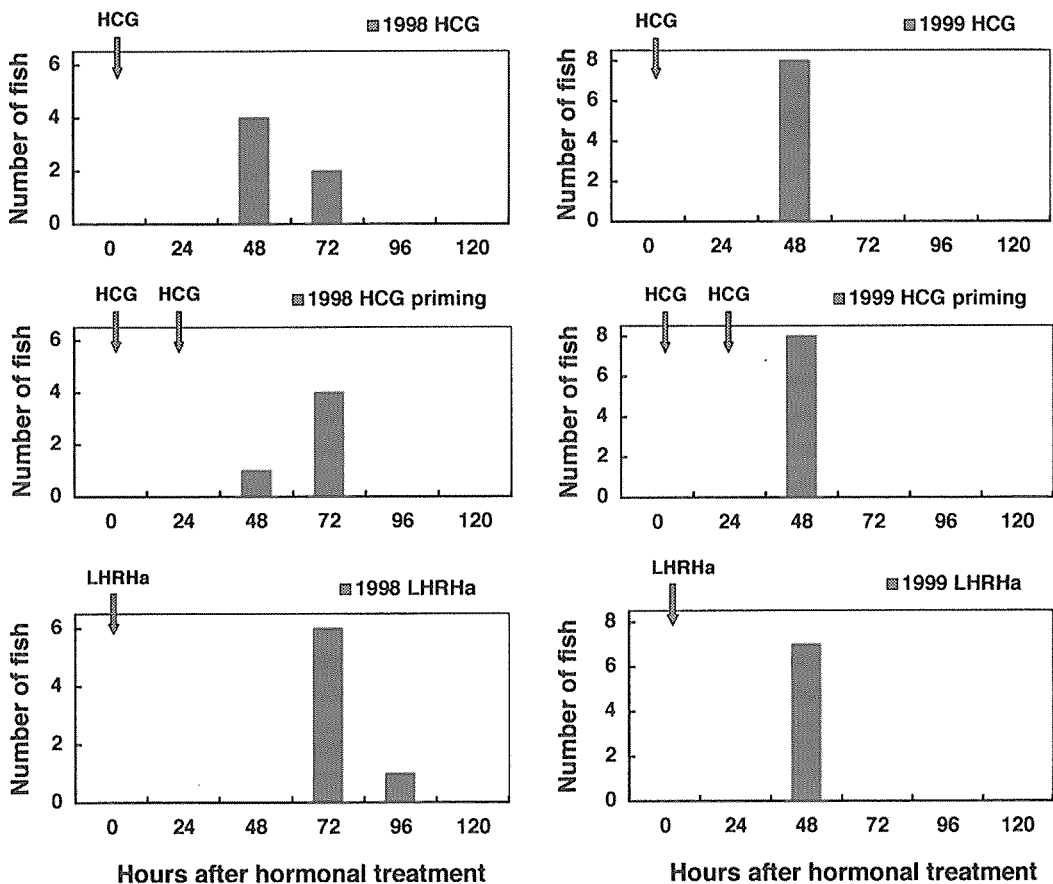 HCG
1998 HCG
Number of fish
6
4
2
0
0 24 48 72 96 120
HCG
1999 HCG
Number of fish
8
6
4
2
0
0 24 48 72 96 120
HCG HCG
1998 HCG priming
Number of fish
6
4
2
0
0 24 48 72 96 120
HCG HCG
1999 HCG priming
Number of fish
8
6
4
2
0
0 24 48 72 96 120
LHRHa
1998 LHRHa
Number of fish
6
4
2
0
0 24 48 72 96 120
Hours after hormonal treatment
LHRHa
1999 LHRHa
Number of fish
8
6
4
2
0
0 24 48 72 96 120
Hours after hormonal treatment